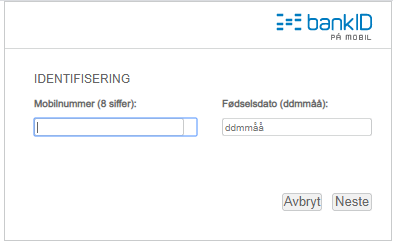 bankID
PÅ MOBIL
IDENTIFISERING
Mobilnummer (8 siffer): Fødselsdato (ddmmåå):
ddmmåå
Avbryt Neste